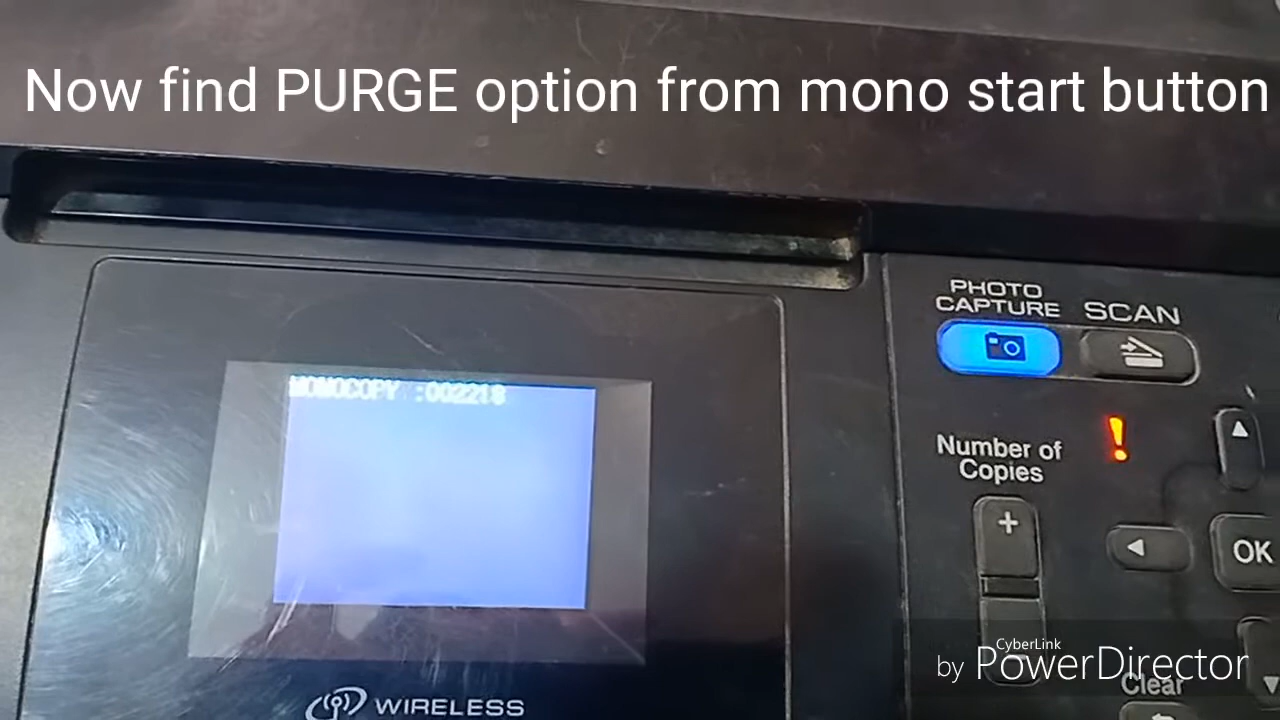 Now find PURGE option from mono start button
MONOCOPY :002218
PHOTO
CAPTURE
SCAN
Number of
Copies
+
OK
CyberLink
by PowerDirector
Clear
WIRELESS